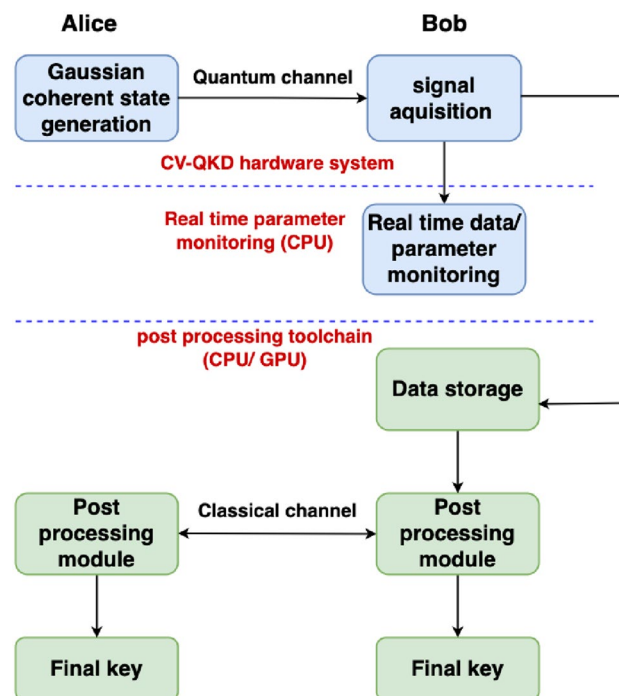 Alice
Bob
Gaussian
coherent state
generation
Quantum channel
signal
aquisition
CV-QKD hardware system
Real time parameter
monitoring (CPU)
Real time data/
parameter
monitoring
post processing toolchain
(CPU/ GPU)
Data storage
Post
processing
module
Classical channel
Post
processing
module
Final key
Final key